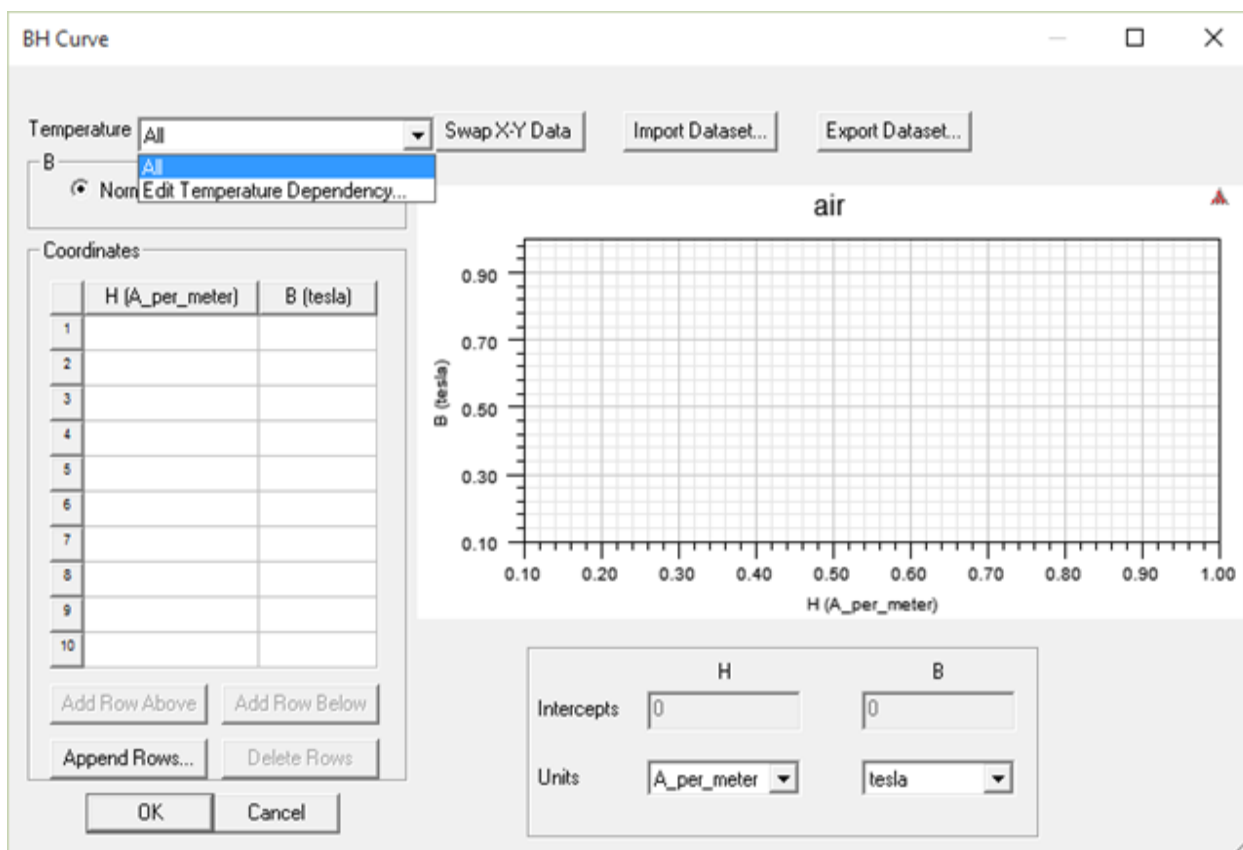 BH Curve
Temperature All Swap X-Y Data Import Dataset... Export Dataset...
All
B
Nor Edit Temperature Dependency...
air
Coordinates
H (A_per_meter) B (tesla)
1
2
3
4
5
6
7
8
9
10
B (tesla)
0.90
0.70
0.50
0.30
0.10
0.10 0.20 0.30 0.40 0.50 0.60 0.70 0.80 0.90 1.00
H (A_per_meter)
Add Row Above Add Row Below
Append Rows... Delete Rows
OK Cancel
H B
Intercepts 0 0
Units A_per_meter tesla